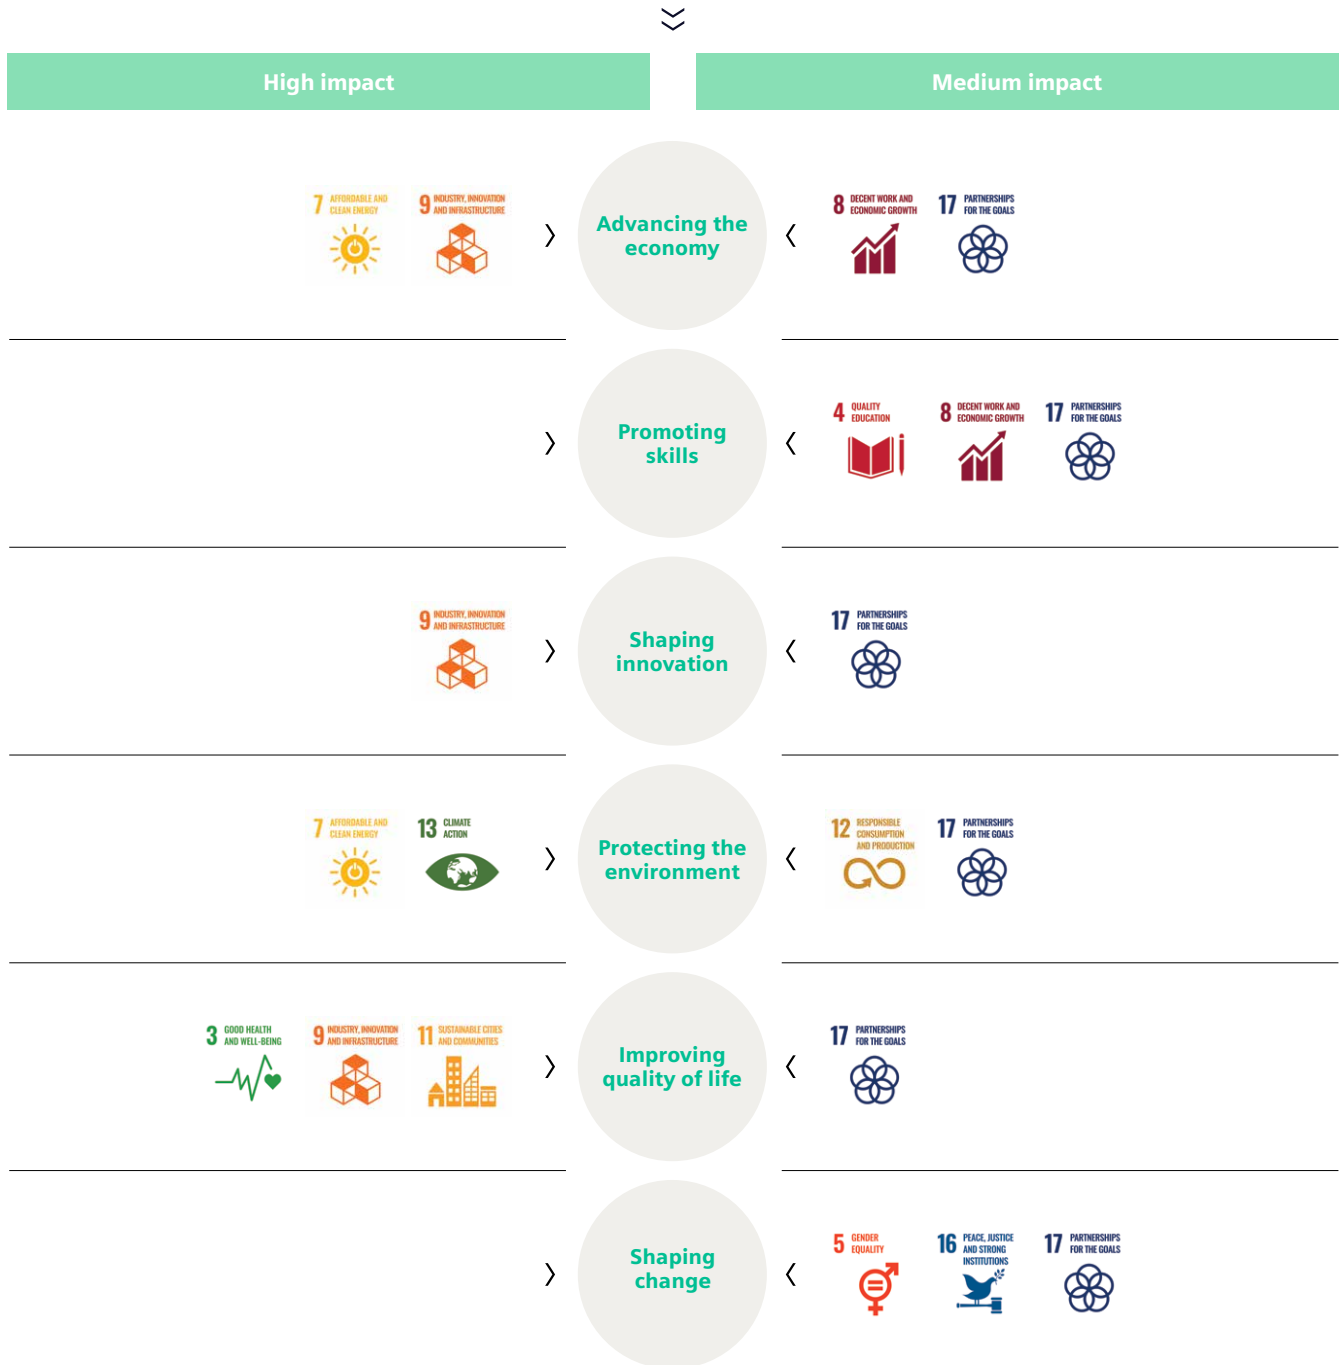 High impact
Medium impact
7 AFFORDABLE AND
CLEAN ENERGY
9 INDUSTRY, INNOVATION
AND INFRASTRUCTURE
Advancing the
economy
8 DECENT WORK AND
ECONOMIC GROWTH
17 PARTNERSHIPS
FOR THE GOALS
Promoting
skills
4 QUALITY
EDUCATION
8 DECENT WORK AND
ECONOMIC GROWTH
17 PARTNERSHIPS
FOR THE GOALS
9 INDUSTRY, INNOVATION
AND INFRASTRUCTURE
Shaping
innovation
17 PARTNERSHIPS
FOR THE GOALS
7 AFFORDABLE AND
CLEAN ENERGY
13 CLIMATE
ACTION
Protecting the
environment
12 RESPONSIBLE
CONSUMPTION
AND PRODUCTION
17 PARTNERSHIPS
FOR THE GOALS
3 GOOD HEALTH
AND WELL-BEING
9 INDUSTRY, INNOVATION
AND INFRASTRUCTURE
11 SUSTAINABLE CITIES
AND COMMUNITIES
Improving
quality of life
17 PARTNERSHIPS
FOR THE GOALS
Shaping
change
5 GENDER
EQUALITY
16 PEACE, JUSTICE
AND STRONG
INSTITUTIONS
17 PARTNERSHIPS
FOR THE GOALS